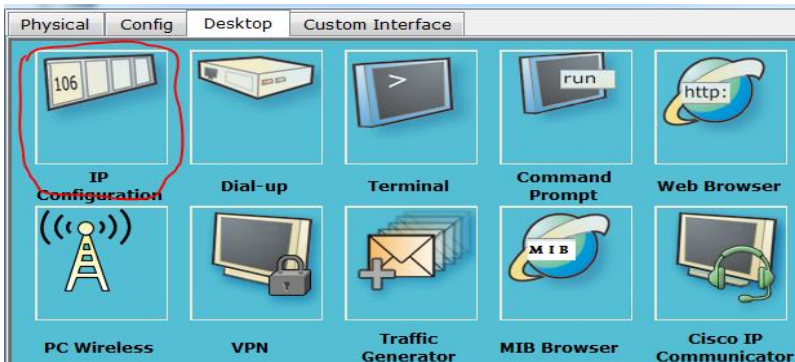 Physical Config Desktop Custom Interface
106
>
run
http:
IP
Configuration
Dial-up
Terminal
Command
Prompt
Web Browser
MIB
PC Wireless
VPN
Traffic
Generator
MIB Browser
Cisco IP
Communicator